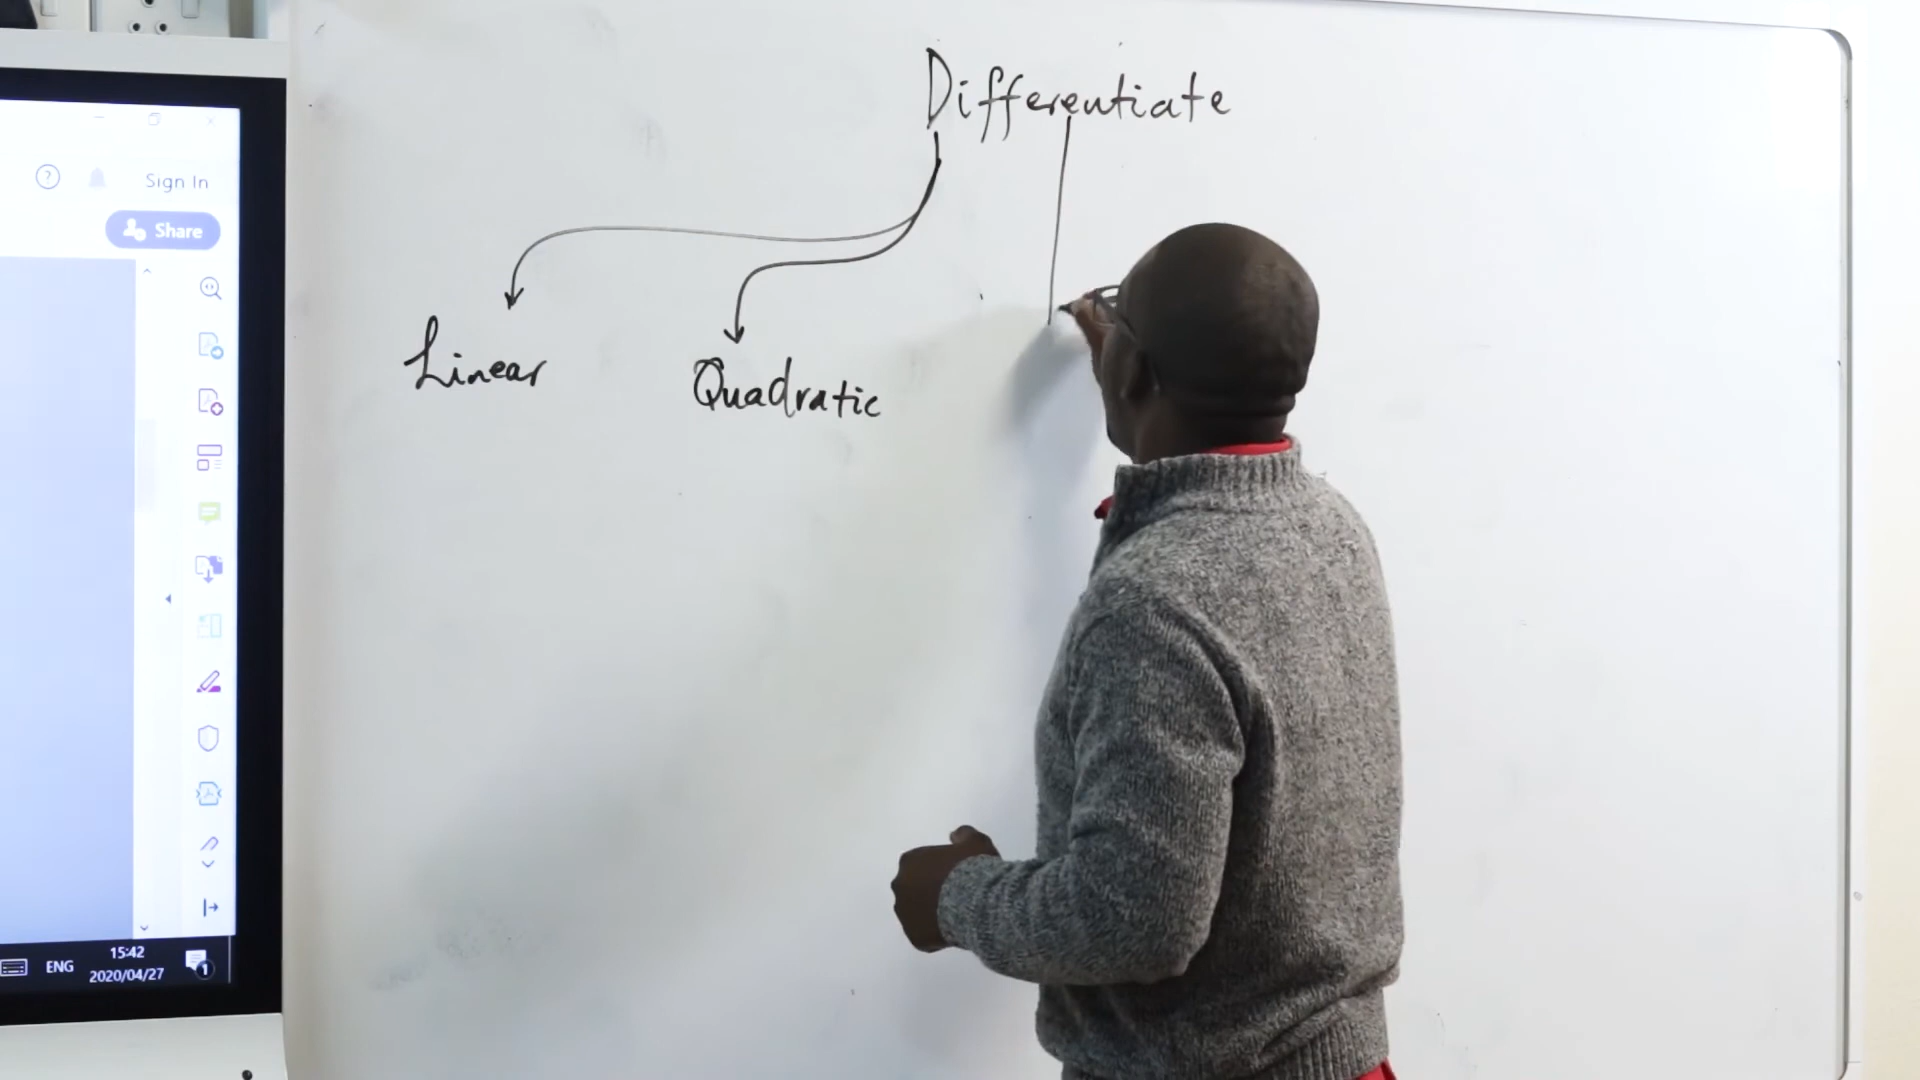 Differentiate
Linear
Quadratic
Sign In
Share
ENG
15:42
2020/04/27
1